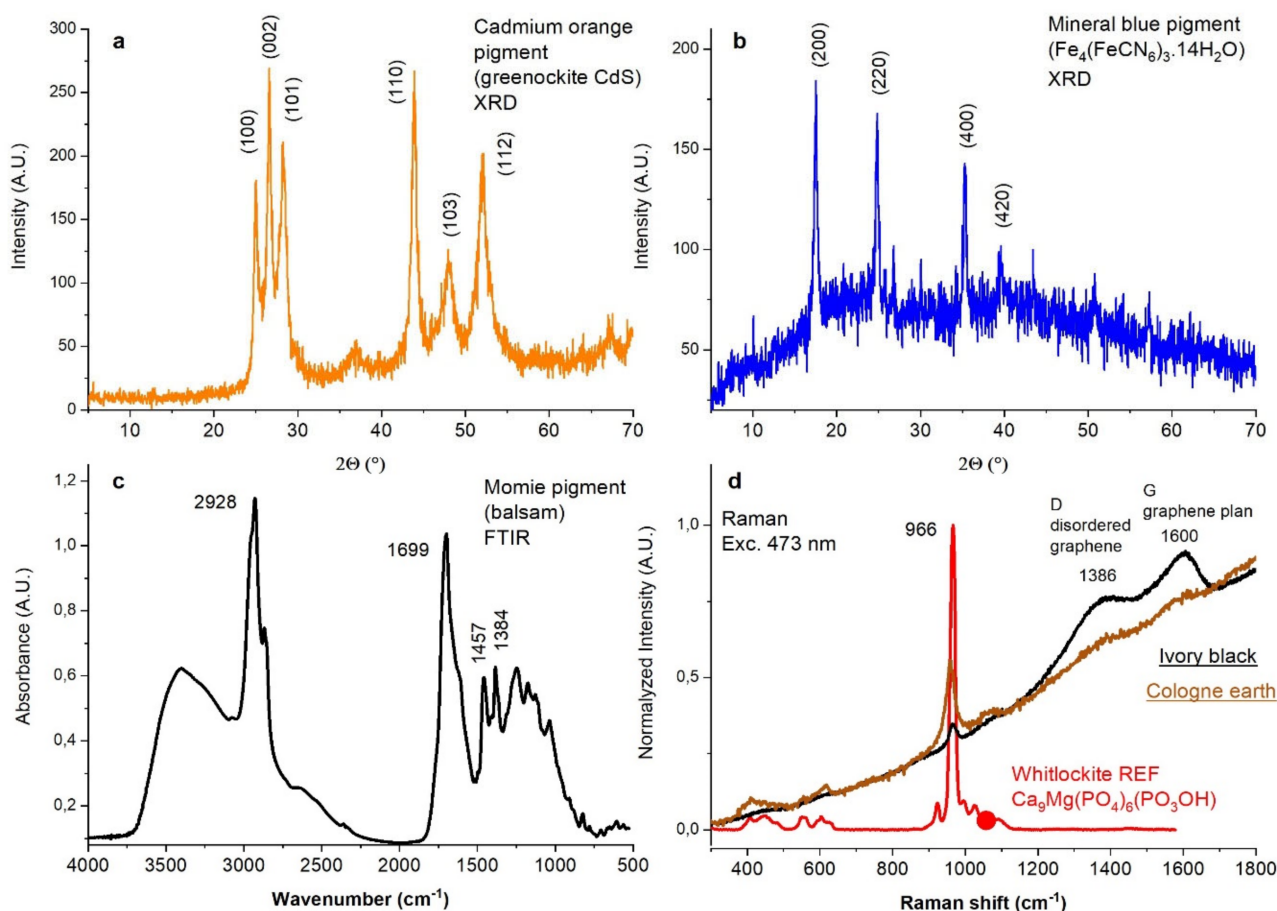 a
Cadmium orange
pigment
(greenockite CdS)
XRD
(100)
(002)
(101)
(110)
(103)
(112)
Intensity (A.U.)
300
250
200
150
100
50
0
10 20 30 40 50 60 70
2Θ (°)
b
Mineral blue pigment
(Fe₄(FeCN₆)₃.14H₂O)
XRD
(200)
(220)
(400)
(420)
Intensity (A.U.)
200
150
100
50
10 20 30 40 50 60 70
2Θ (°)
c
Momie pigment
(balsam)
FTIR
2928
1699
1457
1384
Absorbance (A.U.)
1,2
1,0
0,8
0,6
0,4
0,2
4000 3500 3000 2500 2000 1500 1000 500
Wavenumber (cm⁻¹)
d
Raman
Exc. 473 nm
966
D
disordered
graphene
1386
G
graphene plan
1600
Ivory black
Cologne earth
Whitlockite REF
Ca₉Mg(PO₄)₆(PO₃OH)
Normalyzed Intensity (A.U.)
1,0
0,5
0,0
400 600 800 1000 1200 1400 1600 1800
Raman shift (cm⁻¹)